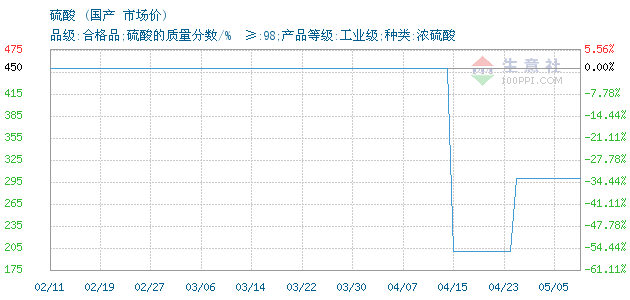 硫酸 (国产 市场价)
品级:合格品;硫酸的质量分数/% ≥:98;产品等级:工业级;种类:浓硫酸
475 5.56%
450 0.00%
415 -7.78%
385 -14.44%
355 -21.11%
325 -27.78%
295 -34.44%
265 -41.11%
235 -47.78%
205 -54.44%
175 -61.11%
生意社
100PPI.COM
02/11 02/19 02/27 03/06 03/14 03/22 03/30 04/07 04/15 04/23 05/05